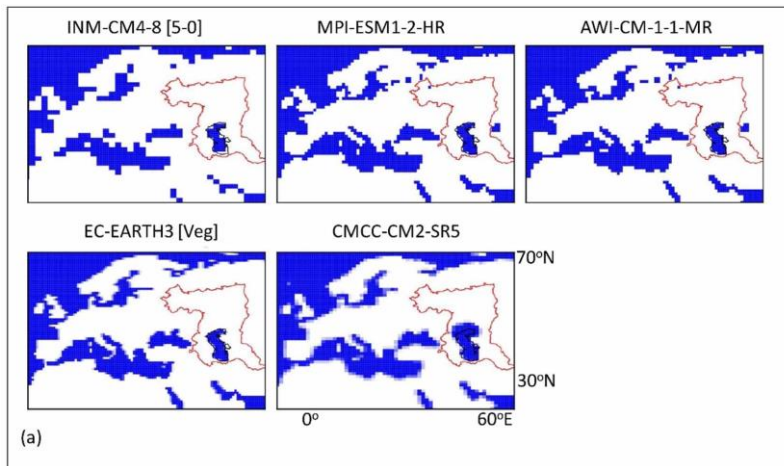 INM-CM4-8 [5-0]
MPI-ESM1-2-HR
AWI-CM-1-1-MR
EC-EARTH3 [Veg]
CMCC-CM2-SR5
70°N
30°N
0°
60°E
(a)